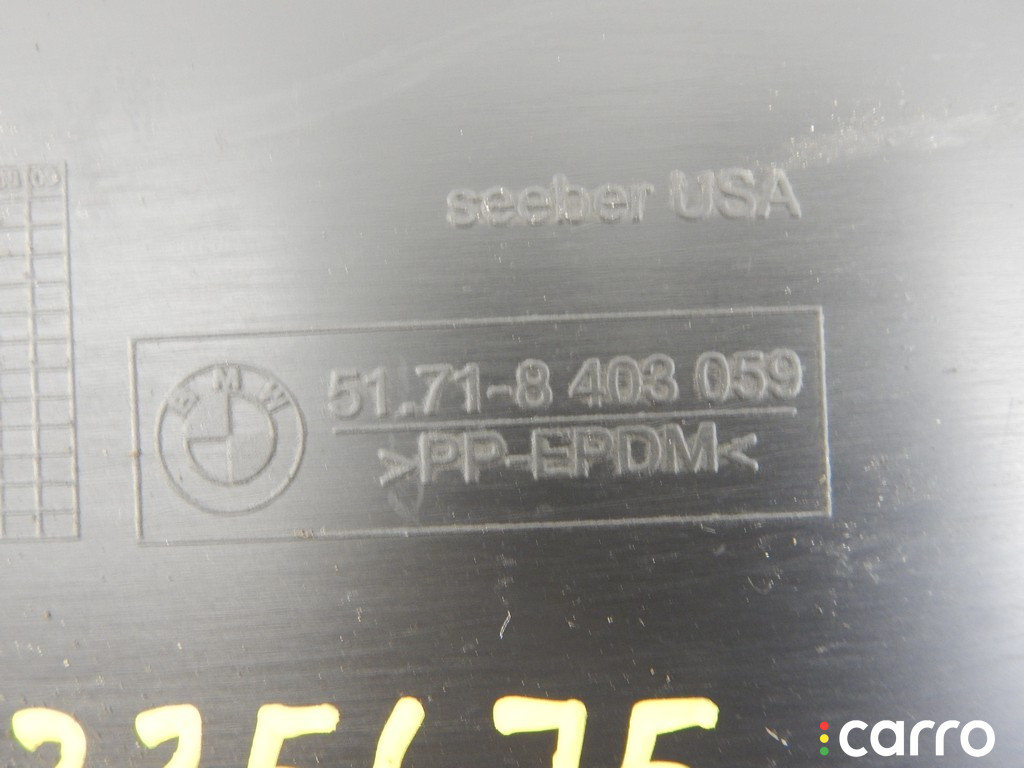 seeber USA
BMW
51.71-8 403 059
>PP-EPDM<
carro